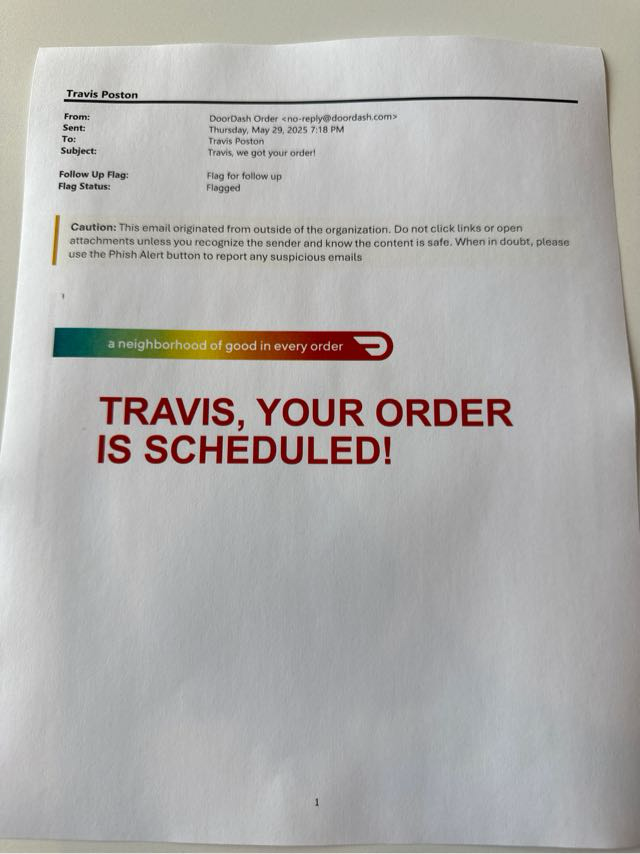 Travis Poston
From: DoorDash Order <no-reply@doordash.com>
Sent: Thursday, May 29, 2025 7:18 PM
To: Travis Poston
Subject: Travis, we got your order!
Follow Up Flag: Flag for follow up
Flag Status: Flagged
Caution: This email originated from outside of the organization. Do not click links or open
attachments unless you recognize the sender and know the content is safe. When in doubt, please
use the Phish Alert button to report any suspicious emails
a neighborhood of good in every order
TRAVIS, YOUR ORDER
IS SCHEDULED!
1